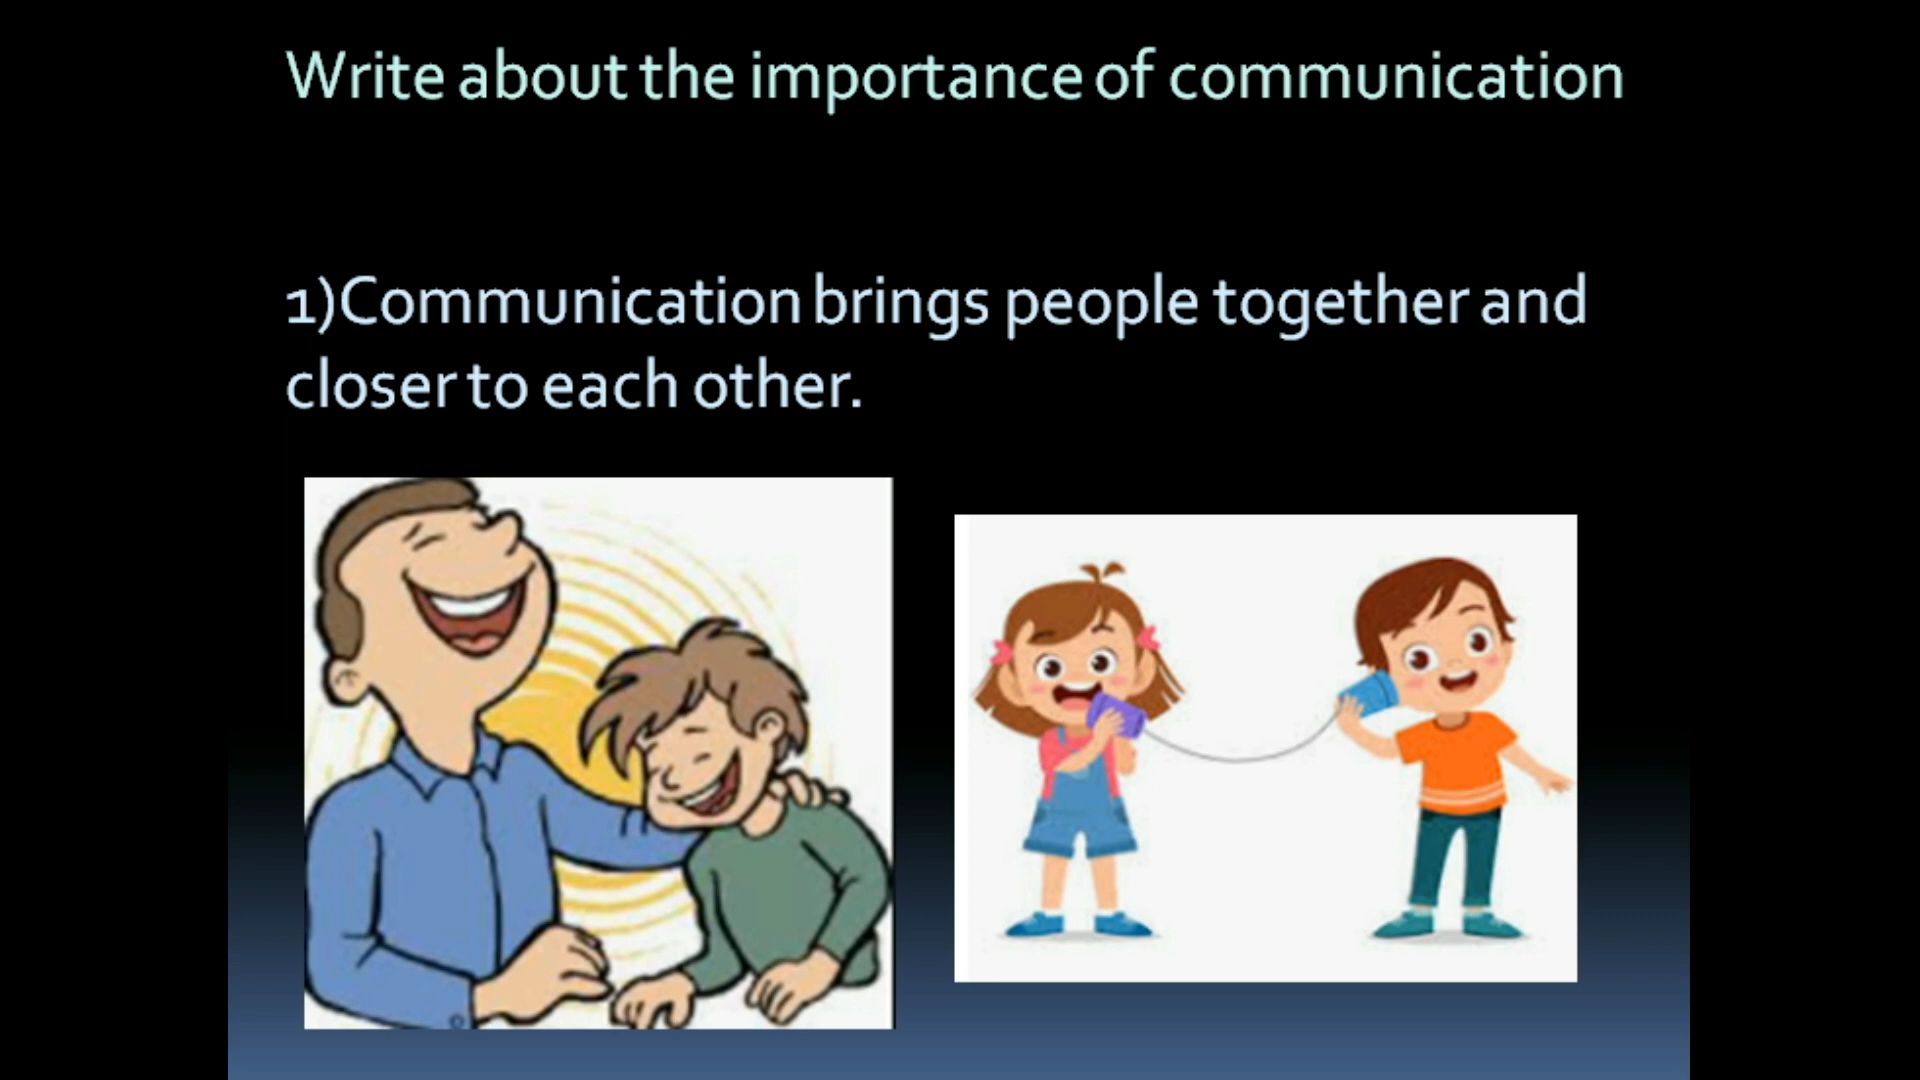 Write about the importance of communication
1)Communication brings people together and
closer to each other.